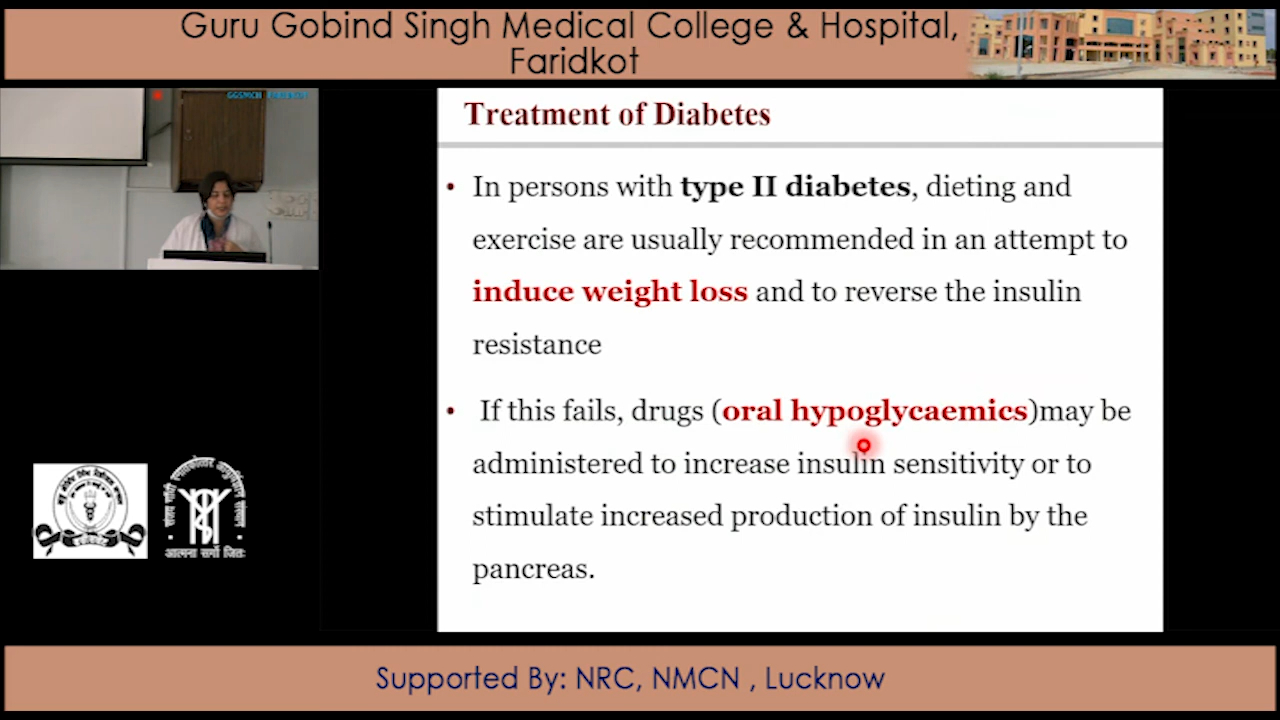 Guru Gobind Singh Medical College & Hospital,
Faridkot
Treatment of Diabetes
• In persons with type II diabetes, dieting and
exercise are usually recommended in an attempt to
induce weight loss and to reverse the insulin
resistance
• If this fails, drugs (oral hypoglycaemics)may be
administered to increase insulin sensitivity or to
stimulate increased production of insulin by the
pancreas.
आत्मना सर्गो जितः
Supported By: NRC, NMCN , Lucknow